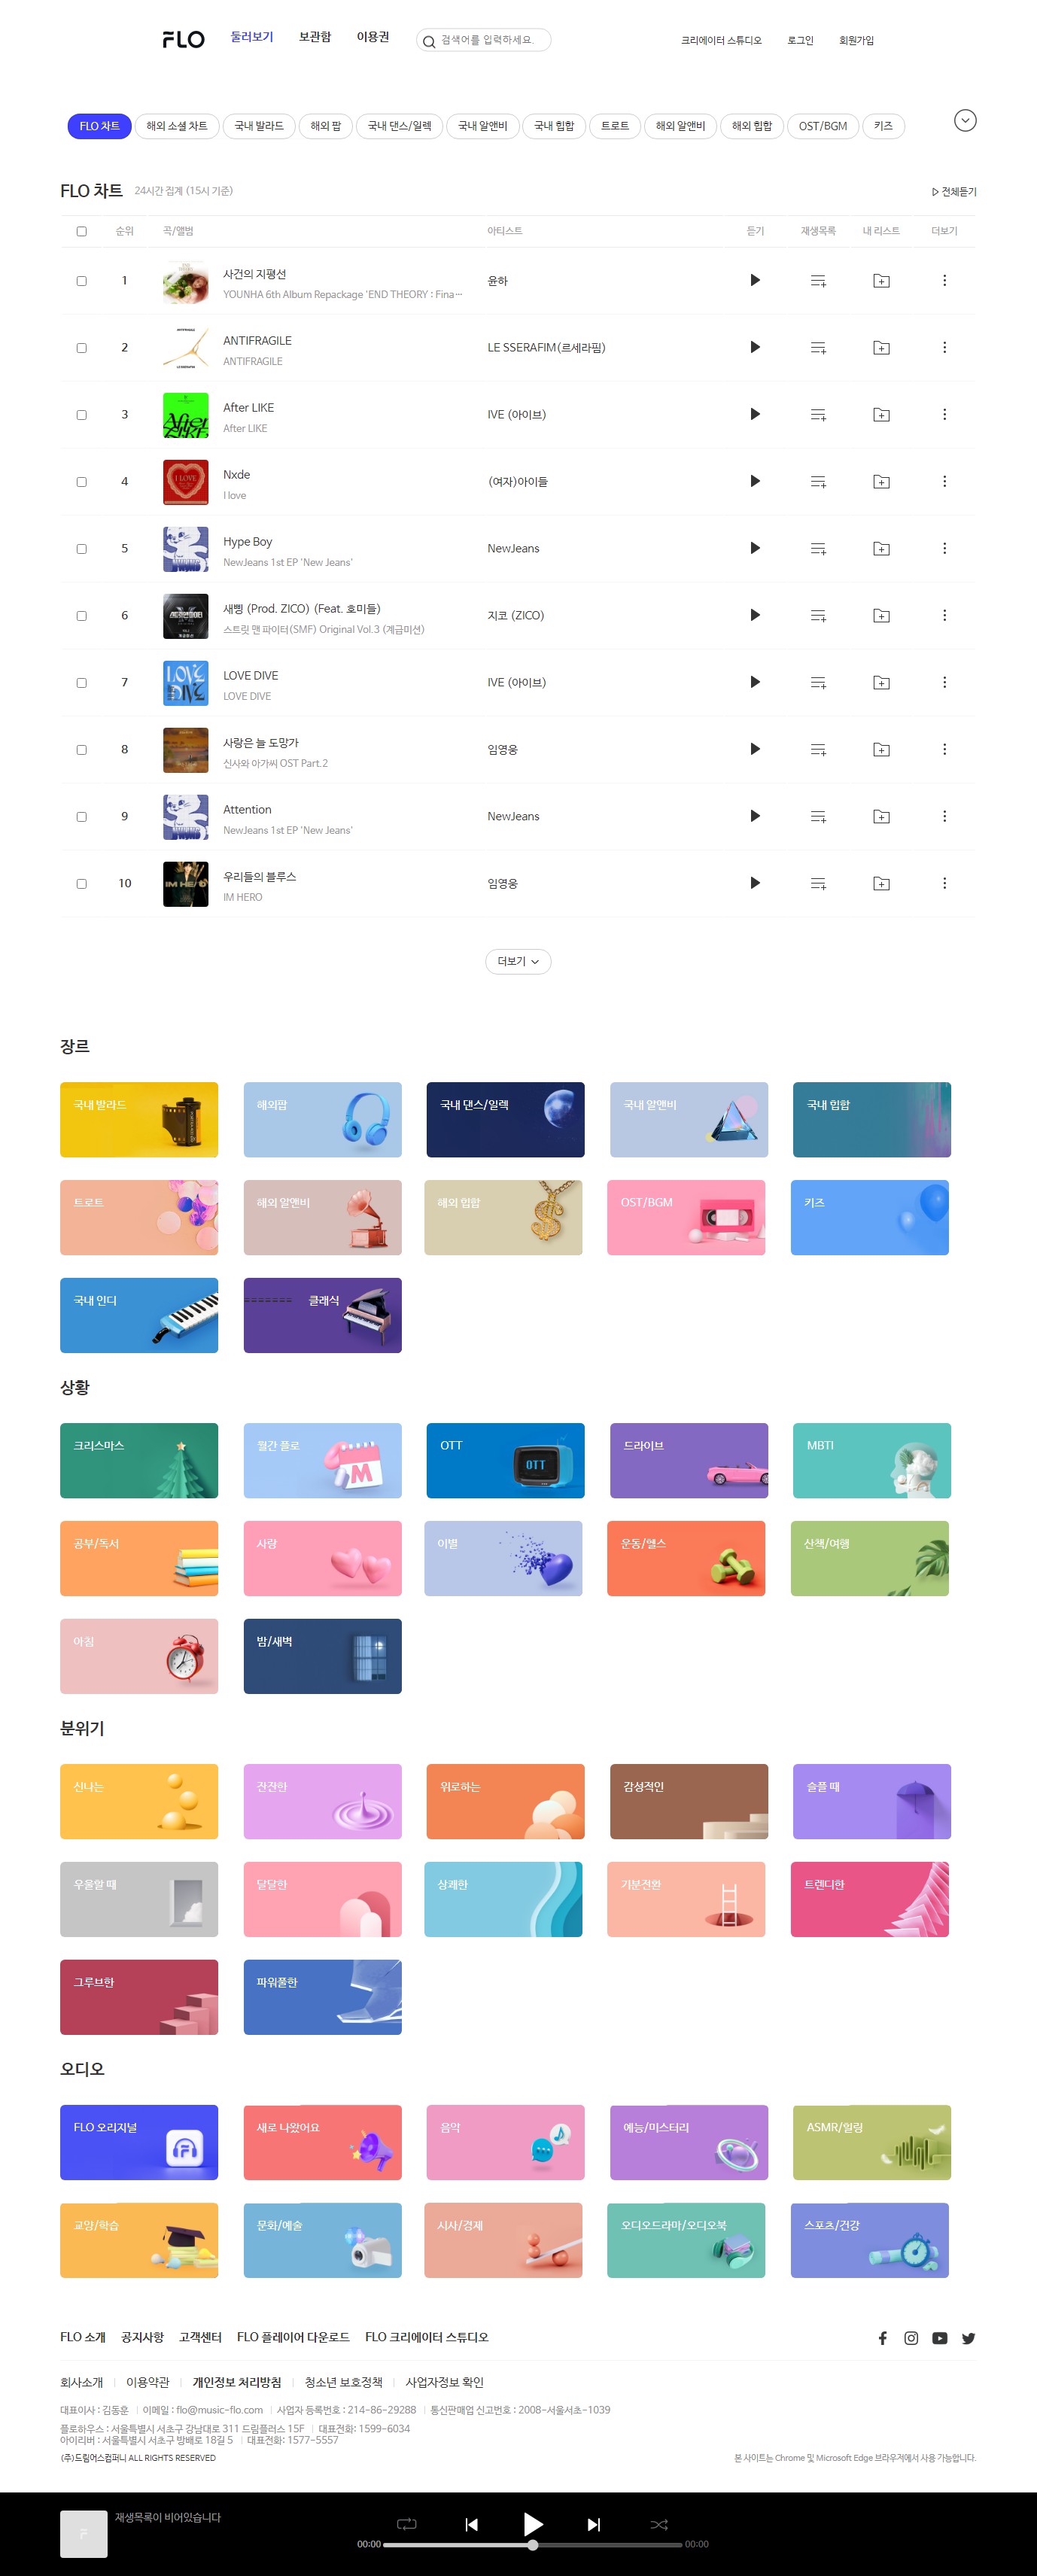 FLO 둘러보기 보관함 이용권 검색어를 입력하세요. 크리에이터 스튜디오 로그인 회원가입
FLO 차트 해외 소셜 차트 국내 발라드 해외 팝 국내 댄스/일렉 국내 알앤비 국내 힙합 트로트 해외 알앤비 해외 힙합 OST/BGM 키즈
FLO 차트 24시간 집계 (15시 기준) 전체듣기
순위 곡/앨범 아티스트 듣기 재생목록 내 리스트 더보기
1 사건의 지평선 윤하
YOUNHA 6th Album Repackage 'END THEORY : Fina…
2 ANTIFRAGILE LE SSERAFIM(르세라핌)
ANTIFRAGILE
3 After LIKE IVE (아이브)
After LIKE
4 Nxde (여자)아이들
I love
5 Hype Boy NewJeans
NewJeans 1st EP 'New Jeans'
6 새삥 (Prod. ZICO) (Feat. 호미들) 지코 (ZICO)
스트릿 맨 파이터(SMF) Original Vol.3 (계급미션)
7 LOVE DIVE IVE (아이브)
LOVE DIVE
8 사랑은 늘 도망가 임영웅
신사와 아가씨 OST Part.2
9 Attention NewJeans
NewJeans 1st EP 'New Jeans'
10 우리들의 블루스 임영웅
IM HERO
더보기
장르
국내 발라드 해외팝 국내 댄스/일렉 국내 알앤비 국내 힙합
트로트 해외 알앤비 해외 힙합 OST/BGM 키즈
국내 인디 ======= 클래식
상황
크리스마스 월간 플로 OTT 드라이브 MBTI
공부/독서 사랑 이별 운동/헬스 산책/여행
아침 밤/새벽
분위기
신나는 잔잔한 위로하는 감성적인 슬플 때
우울할 때 달달한 상쾌한 기분전환 트렌디한
그루브한 파워풀한
오디오
FLO 오리지널 새로 나왔어요 음악 예능/미스터리 ASMR/힐링
교양/학습 문화/예술 시사/경제 오디오드라마/오디오북 스포츠/건강
FLO 소개 공지사항 고객센터 FLO 플레이어 다운로드 FLO 크리에이터 스튜디오
회사소개 이용약관 개인정보 처리방침 청소년 보호정책 사업자정보 확인
대표이사 : 김동훈 이메일 : flo@music-flo.com 사업자 등록번호 : 214-86-29288 통신판매업 신고번호 : 2008-서울서초-1039
플로하우스 : 서울특별시 서초구 강남대로 311 드림플러스 15F 대표전화: 1599-6034
아이리버 : 서울특별시 서초구 방배로 18길 5 대표전화: 1577-5557
(주)드림어스컴퍼니 ALL RIGHTS RESERVED 본 사이트는 Chrome 및 Microsoft Edge 브라우저에서 사용 가능합니다.
재생목록이 비어있습니다
00:00 00:00